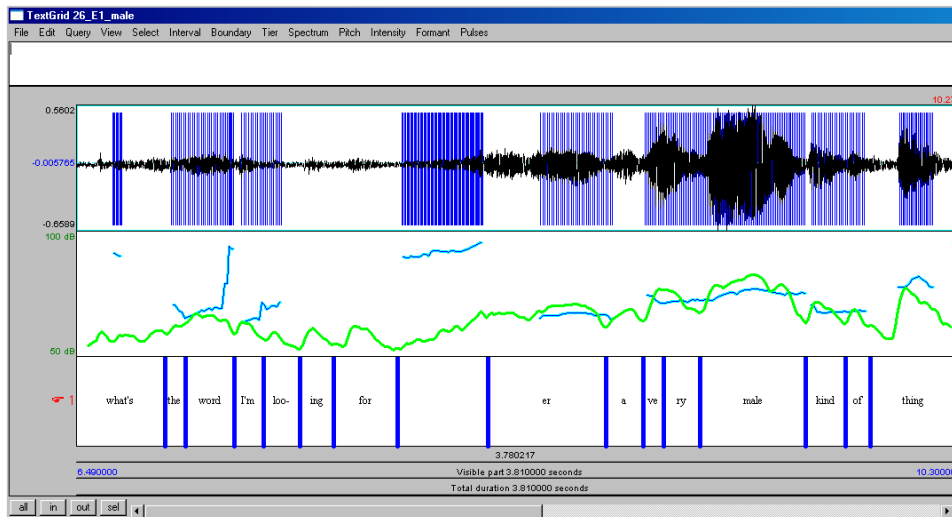 TextGrid 26_E1_male
File Edit Query View Select Interval Boundary Tier Spectrum Pitch Intensity Formant Pulses
10.27
0.5602
-0.005765
-0.6589
100 dB
50 dB
1 what's the word I'm loo- ing for er a ve ry male kind of thing
3.780217
6.490000 Visible part 3.810000 seconds 10.30000
Total duration 3.810000 seconds
all in out sel